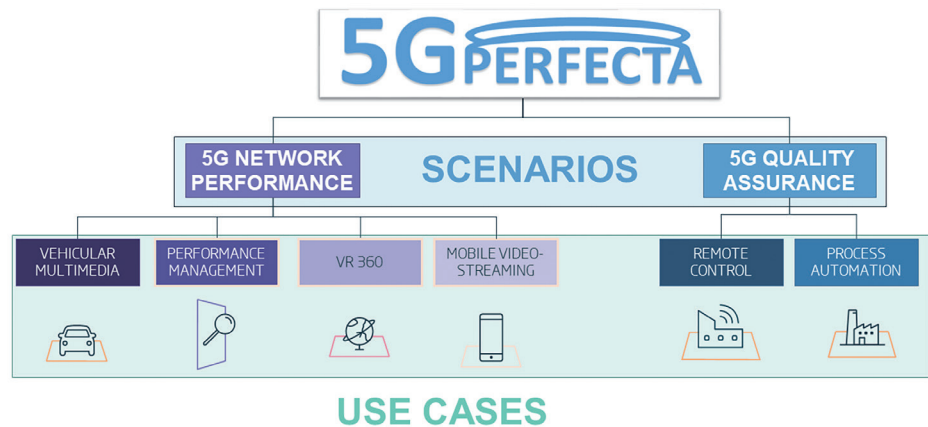 5G PERFECTA
5G NETWORK
PERFORMANCE
SCENARIOS
5G QUALITY
ASSURANCE
VEHICULAR
MULTIMEDIA
PERFORMANCE
MANAGEMENT
VR 360
MOBILE VIDEO-
STREAMING
REMOTE
CONTROL
PROCESS
AUTOMATION
USE CASES